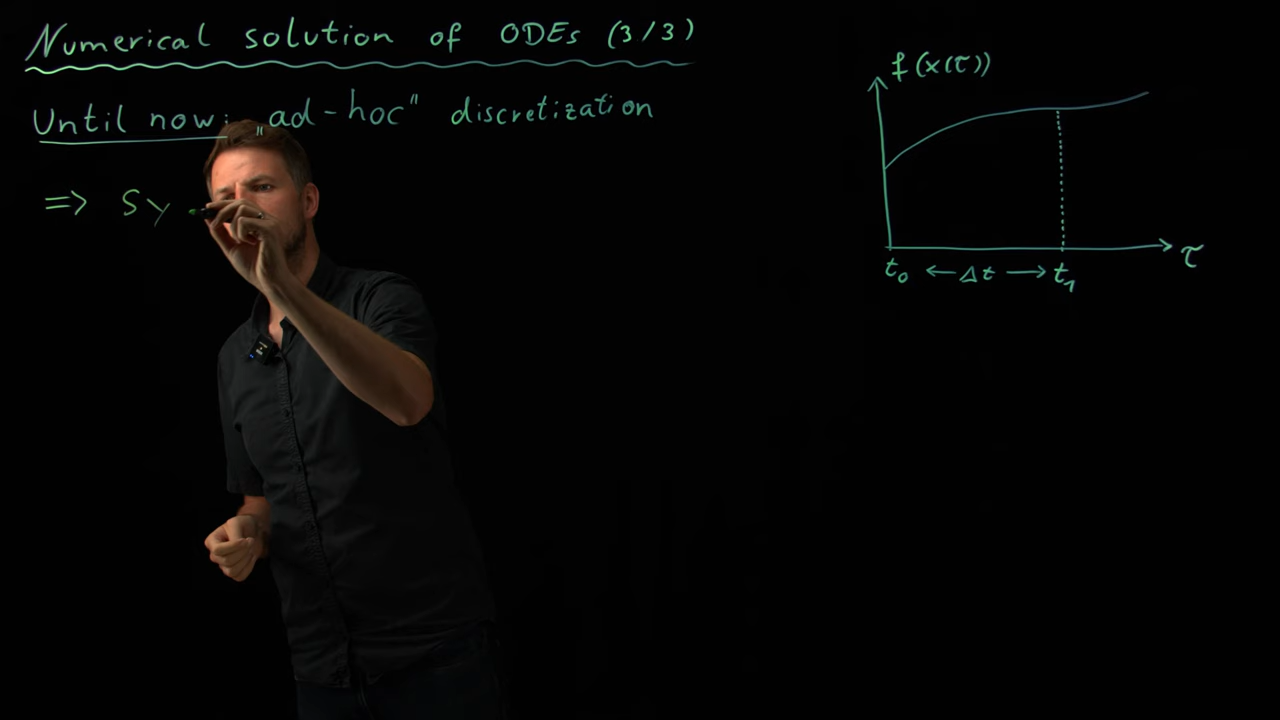 Numerical solution of ODEs (3/3)
Until now: „ad-hoc" discretization
=> Sy
f(x(τ))
t₀ ← Δt → t₁
τ